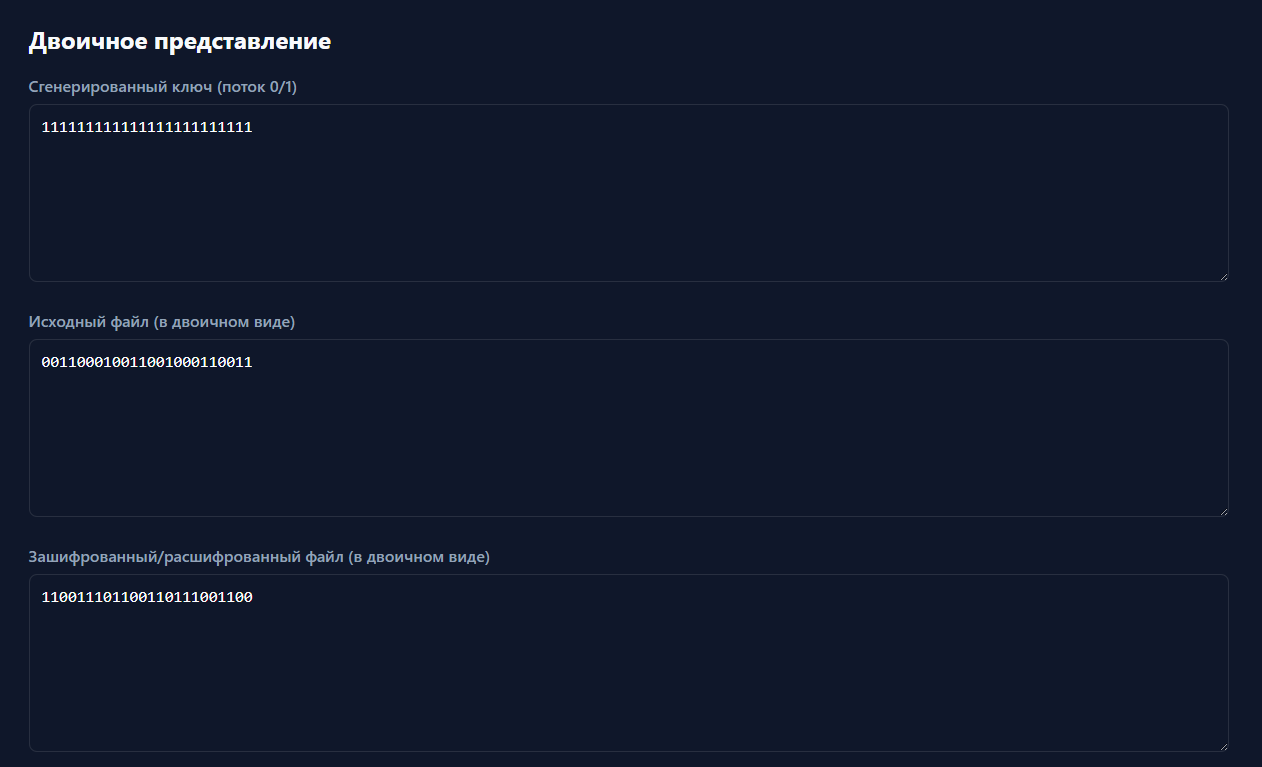 Двоичное представление
Сгенерированный ключ (поток 0/1)
111111111111111111111111
Исходный файл (в двоичном виде)
001100010011001000110011
Зашифрованный/расшифрованный файл (в двоичном виде)
110011101100110111001100